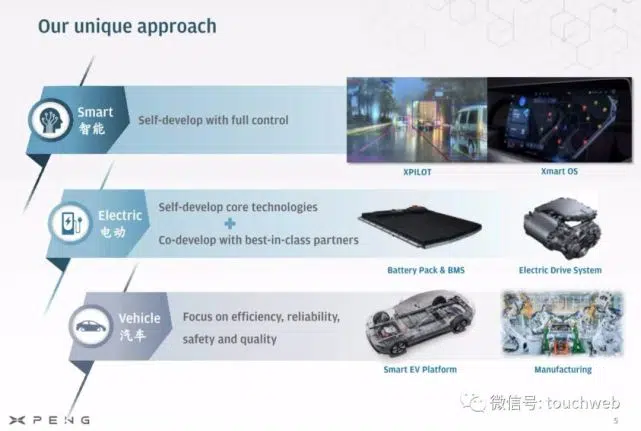 Our unique approach
Smart
智能
Self-develop with full control
XPILOT
Xmart OS
Electric
电动
Self-develop core technologies
+
Co-develop with best-in-class partners
Battery Pack & BMS
Electric Drive System
Vehicle
汽车
Focus on efficiency, reliability,
safety and quality
Smart EV Platform
Manufacturing
XPENG
微信号: touchweb
5